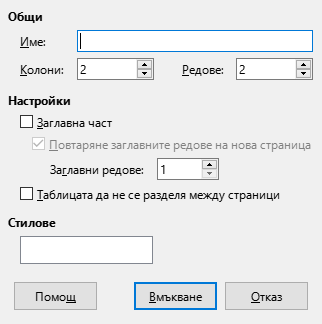 Общи
Име:
Колони: 2 Редове: 2
Настройки
Заглавна част
Повтаряне заглавните редове на нова страница
Заглавни редове: 1
Таблицата да не се разделя между страници
Стилове
Помощ Вмъкване Отказ